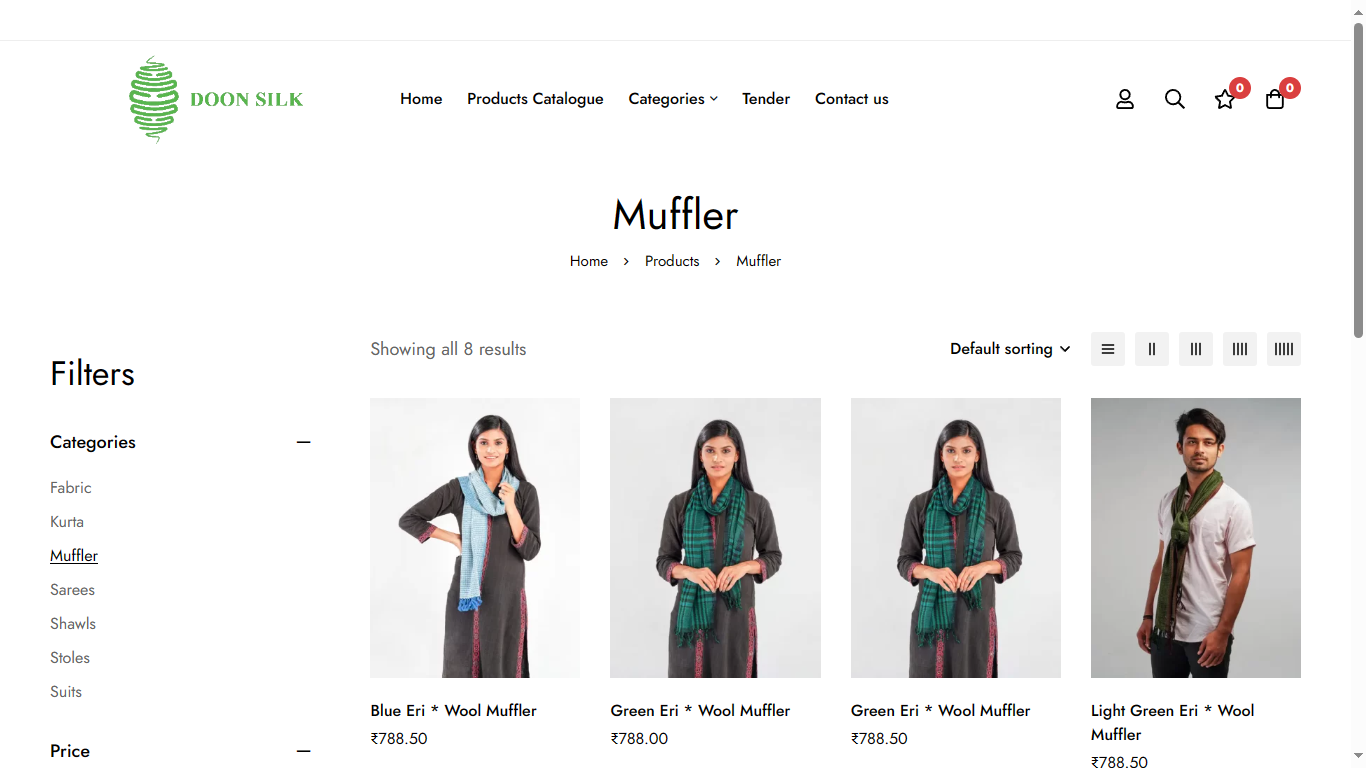 DOON SILK
Home
Products Catalogue
Categories
Tender
Contact us
0
0
Muffler
Home > Products > Muffler
Filters
Categories
Fabric
Kurta
Muffler
Sarees
Shawls
Stoles
Suits
Price
Showing all 8 results
Default sorting
Blue Eri * Wool Muffler
₹788.50
Green Eri * Wool Muffler
₹788.00
Green Eri * Wool Muffler
₹788.50
Light Green Eri * Wool
Muffler
₹788.50